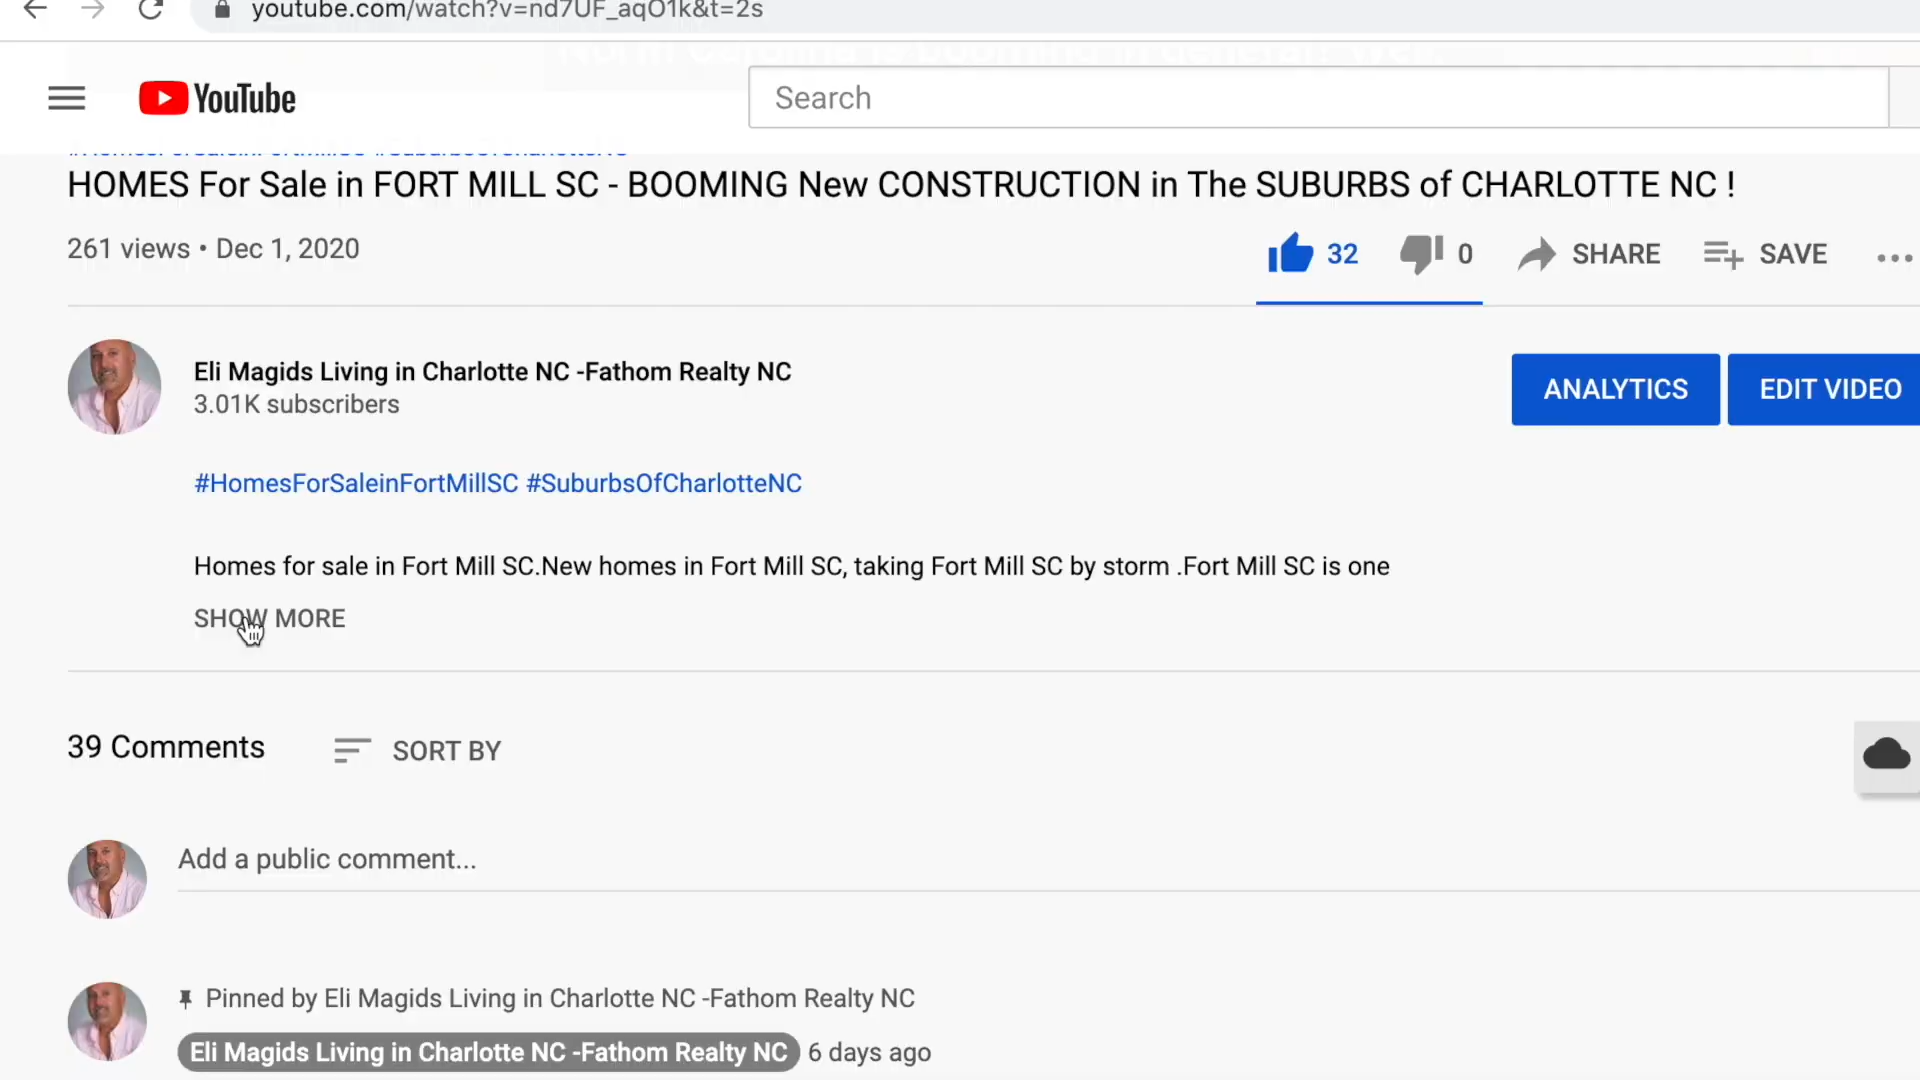 youtube.com/watch?v=nd7UF_aqO1k&t=2s
YouTube
Search
HOMES For Sale in FORT MILL SC - BOOMING New CONSTRUCTION in The SUBURBS of CHARLOTTE NC !
261 views • Dec 1, 2020
32 0 SHARE SAVE
Eli Magids Living in Charlotte NC -Fathom Realty NC
3.01K subscribers
ANALYTICS EDIT VIDEO
#HomesForSaleinFortMillSC #SuburbsOfCharlotteNC
Homes for sale in Fort Mill SC.New homes in Fort Mill SC, taking Fort Mill SC by storm .Fort Mill SC is one
SHOW MORE
39 Comments SORT BY
Add a public comment...
Pinned by Eli Magids Living in Charlotte NC -Fathom Realty NC
Eli Magids Living in Charlotte NC -Fathom Realty NC 6 days ago